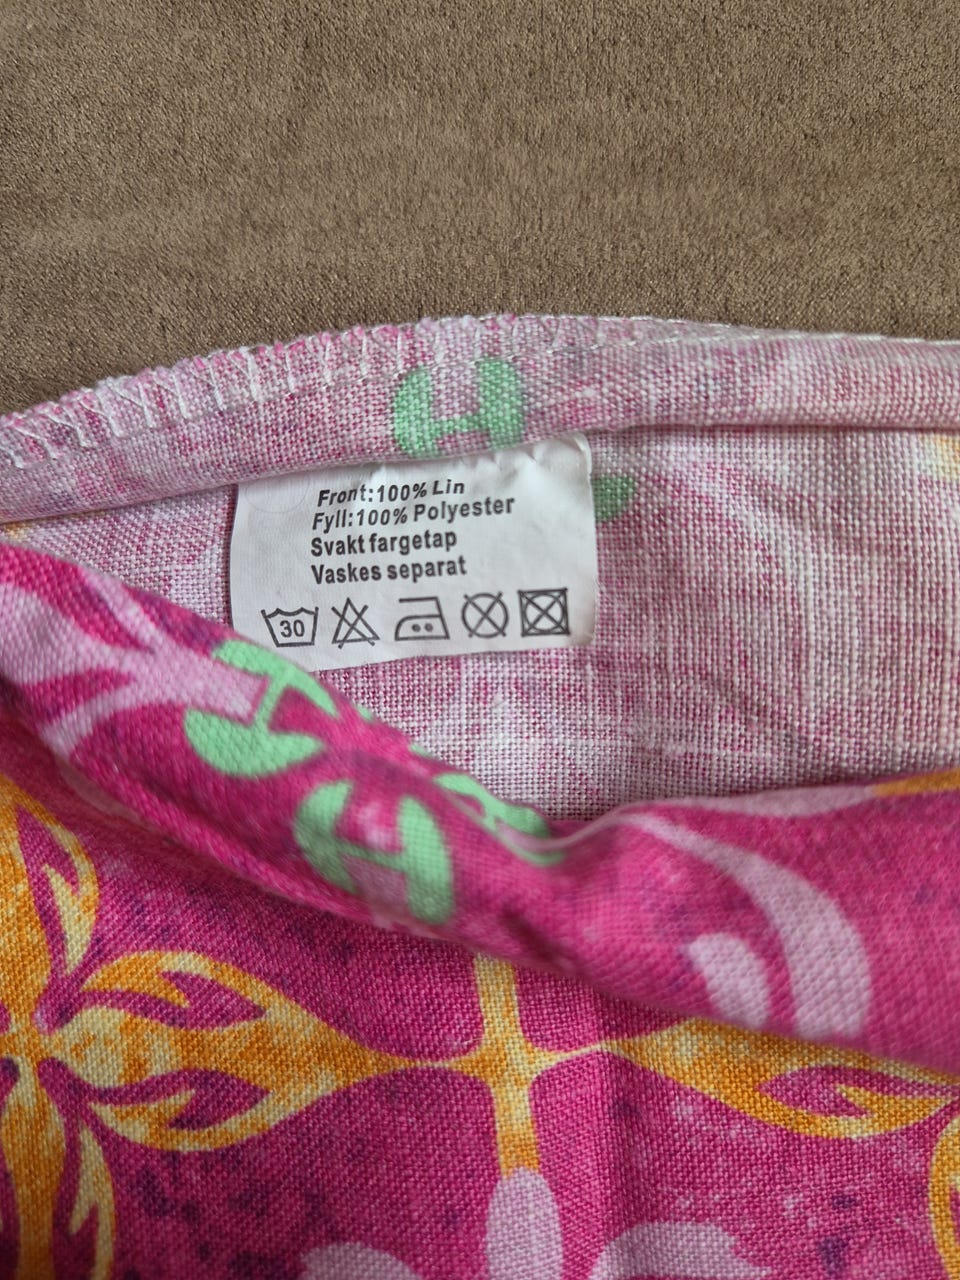 Front:100% Lin
Fyll:100% Polyester
Svakt fargetap
Vaskes separat
30